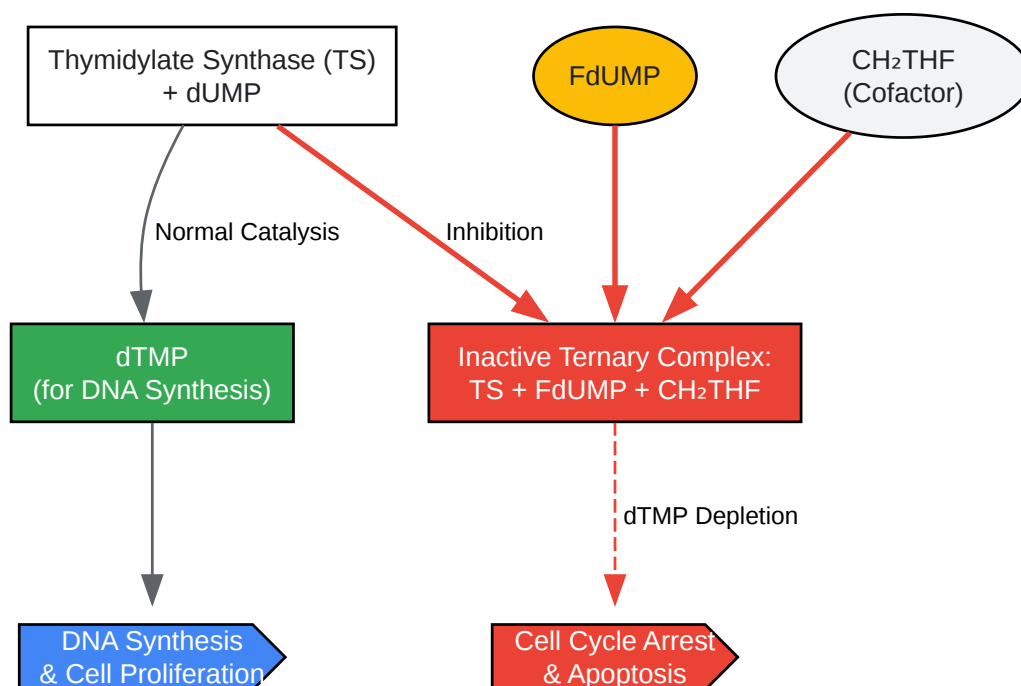 Thymidylate Synthase (TS)
+ dUMP
FdUMP
CH₂THF
(Cofactor)
Normal Catalysis
Inhibition
dTMP
(for DNA Synthesis)
Inactive Ternary Complex:
TS + FdUMP + CH₂THF
dTMP Depletion
DNA Synthesis
& Cell Proliferation
Cell Cycle Arrest
& Apoptosis